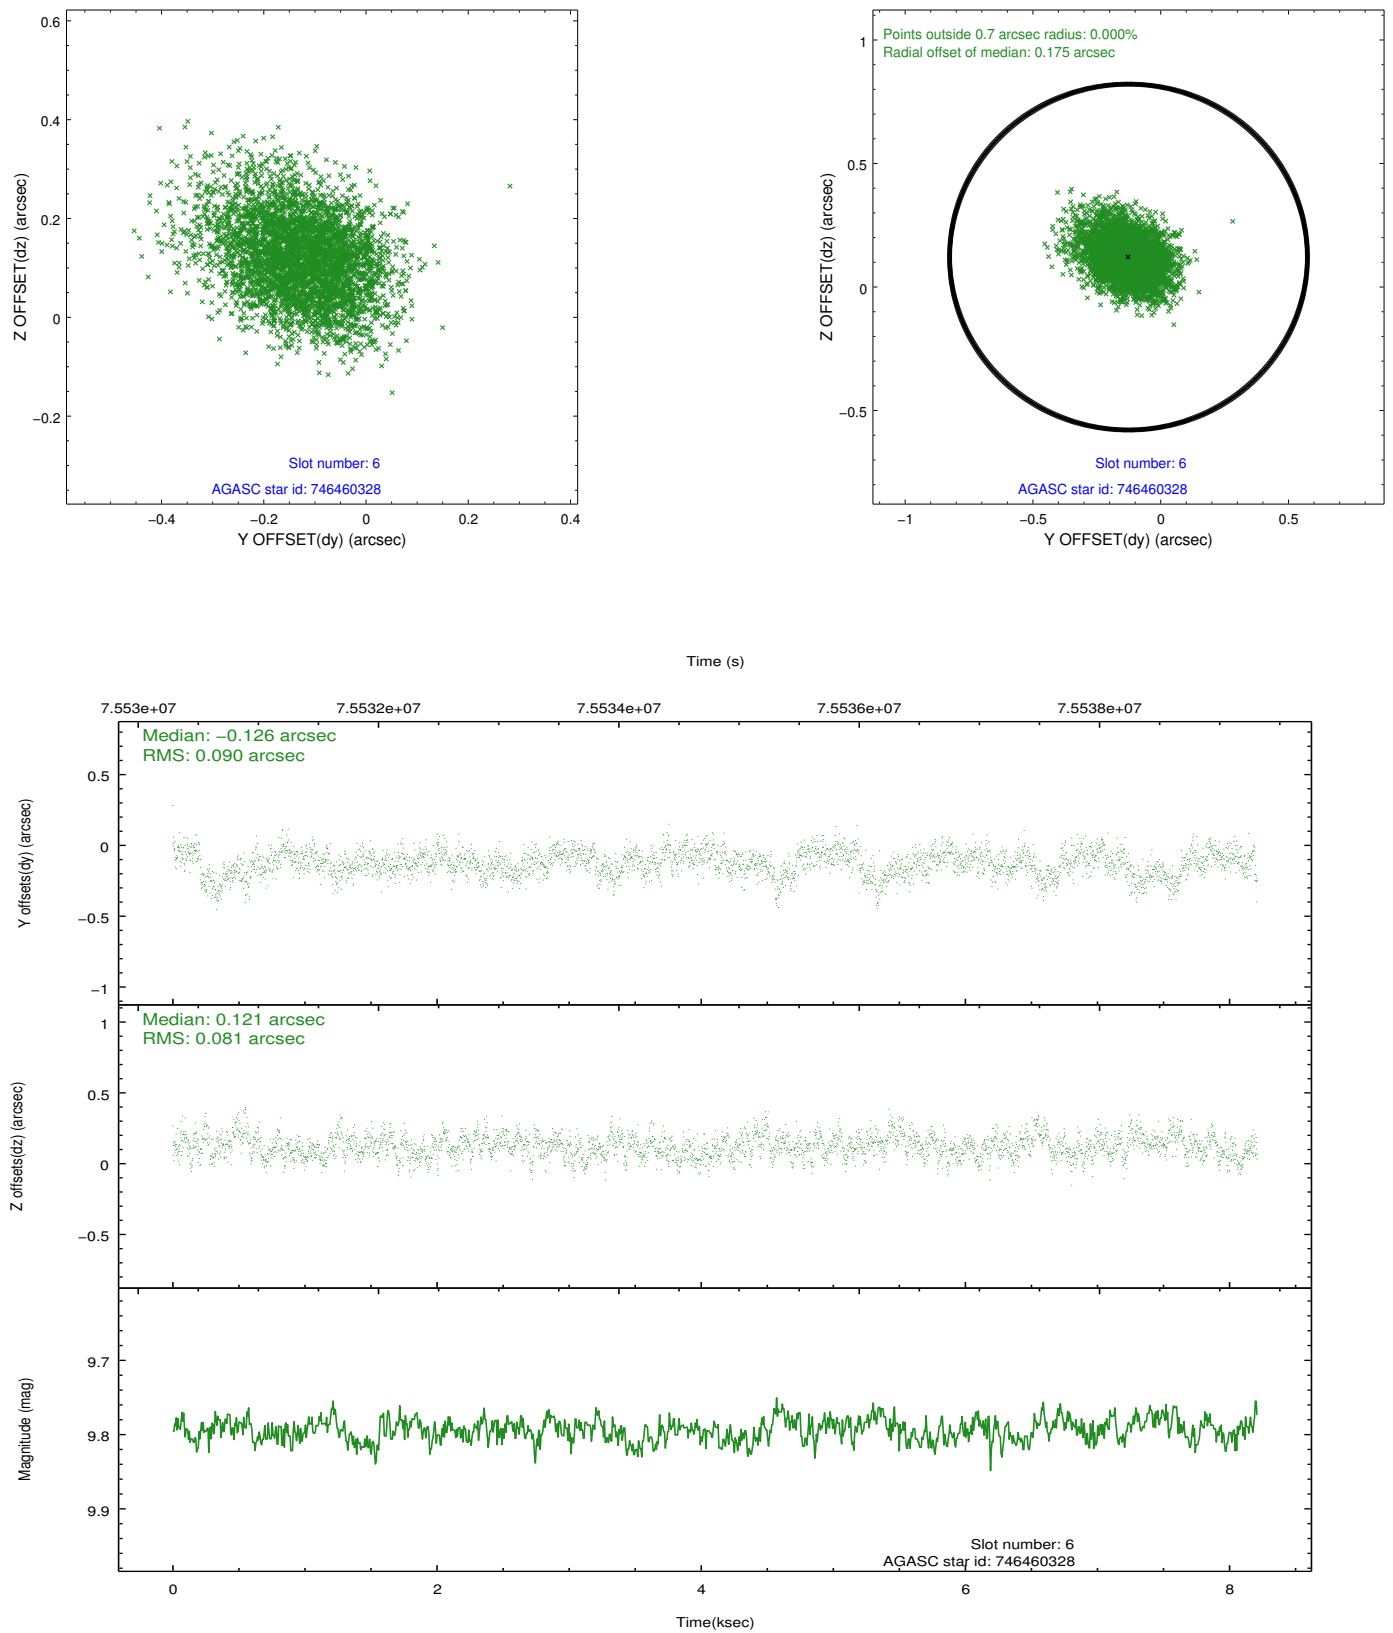 0.6
0.4
0.2
0
−0.2
Z OFFSET(dz) (arcsec)
Slot number: 6
AGASC star id: 746460328
−0.4 −0.2 0 0.2 0.4
Y OFFSET(dy) (arcsec)
Points outside 0.7 arcsec radius: 0.000%
Radial offset of median: 0.175 arcsec
1
0.5
0
−0.5
Z OFFSET(dz) (arcsec)
Slot number: 6
AGASC star id: 746460328
−1 −0.5 0 0.5
Y OFFSET(dy) (arcsec)
Time (s)
7.553e+07 7.5532e+07 7.5534e+07 7.5536e+07 7.5538e+07
Median: −0.126 arcsec
RMS: 0.090 arcsec
0.5
0
−0.5
−1
Y offsets(dy) (arcsec)
Median: 0.121 arcsec
RMS: 0.081 arcsec
1
0.5
0
−0.5
Z offsets(dz) (arcsec)
9.7
9.8
9.9
Magnitude (mag)
Slot number: 6
AGASC star id: 746460328
0 2 4 6 8
Time(ksec)